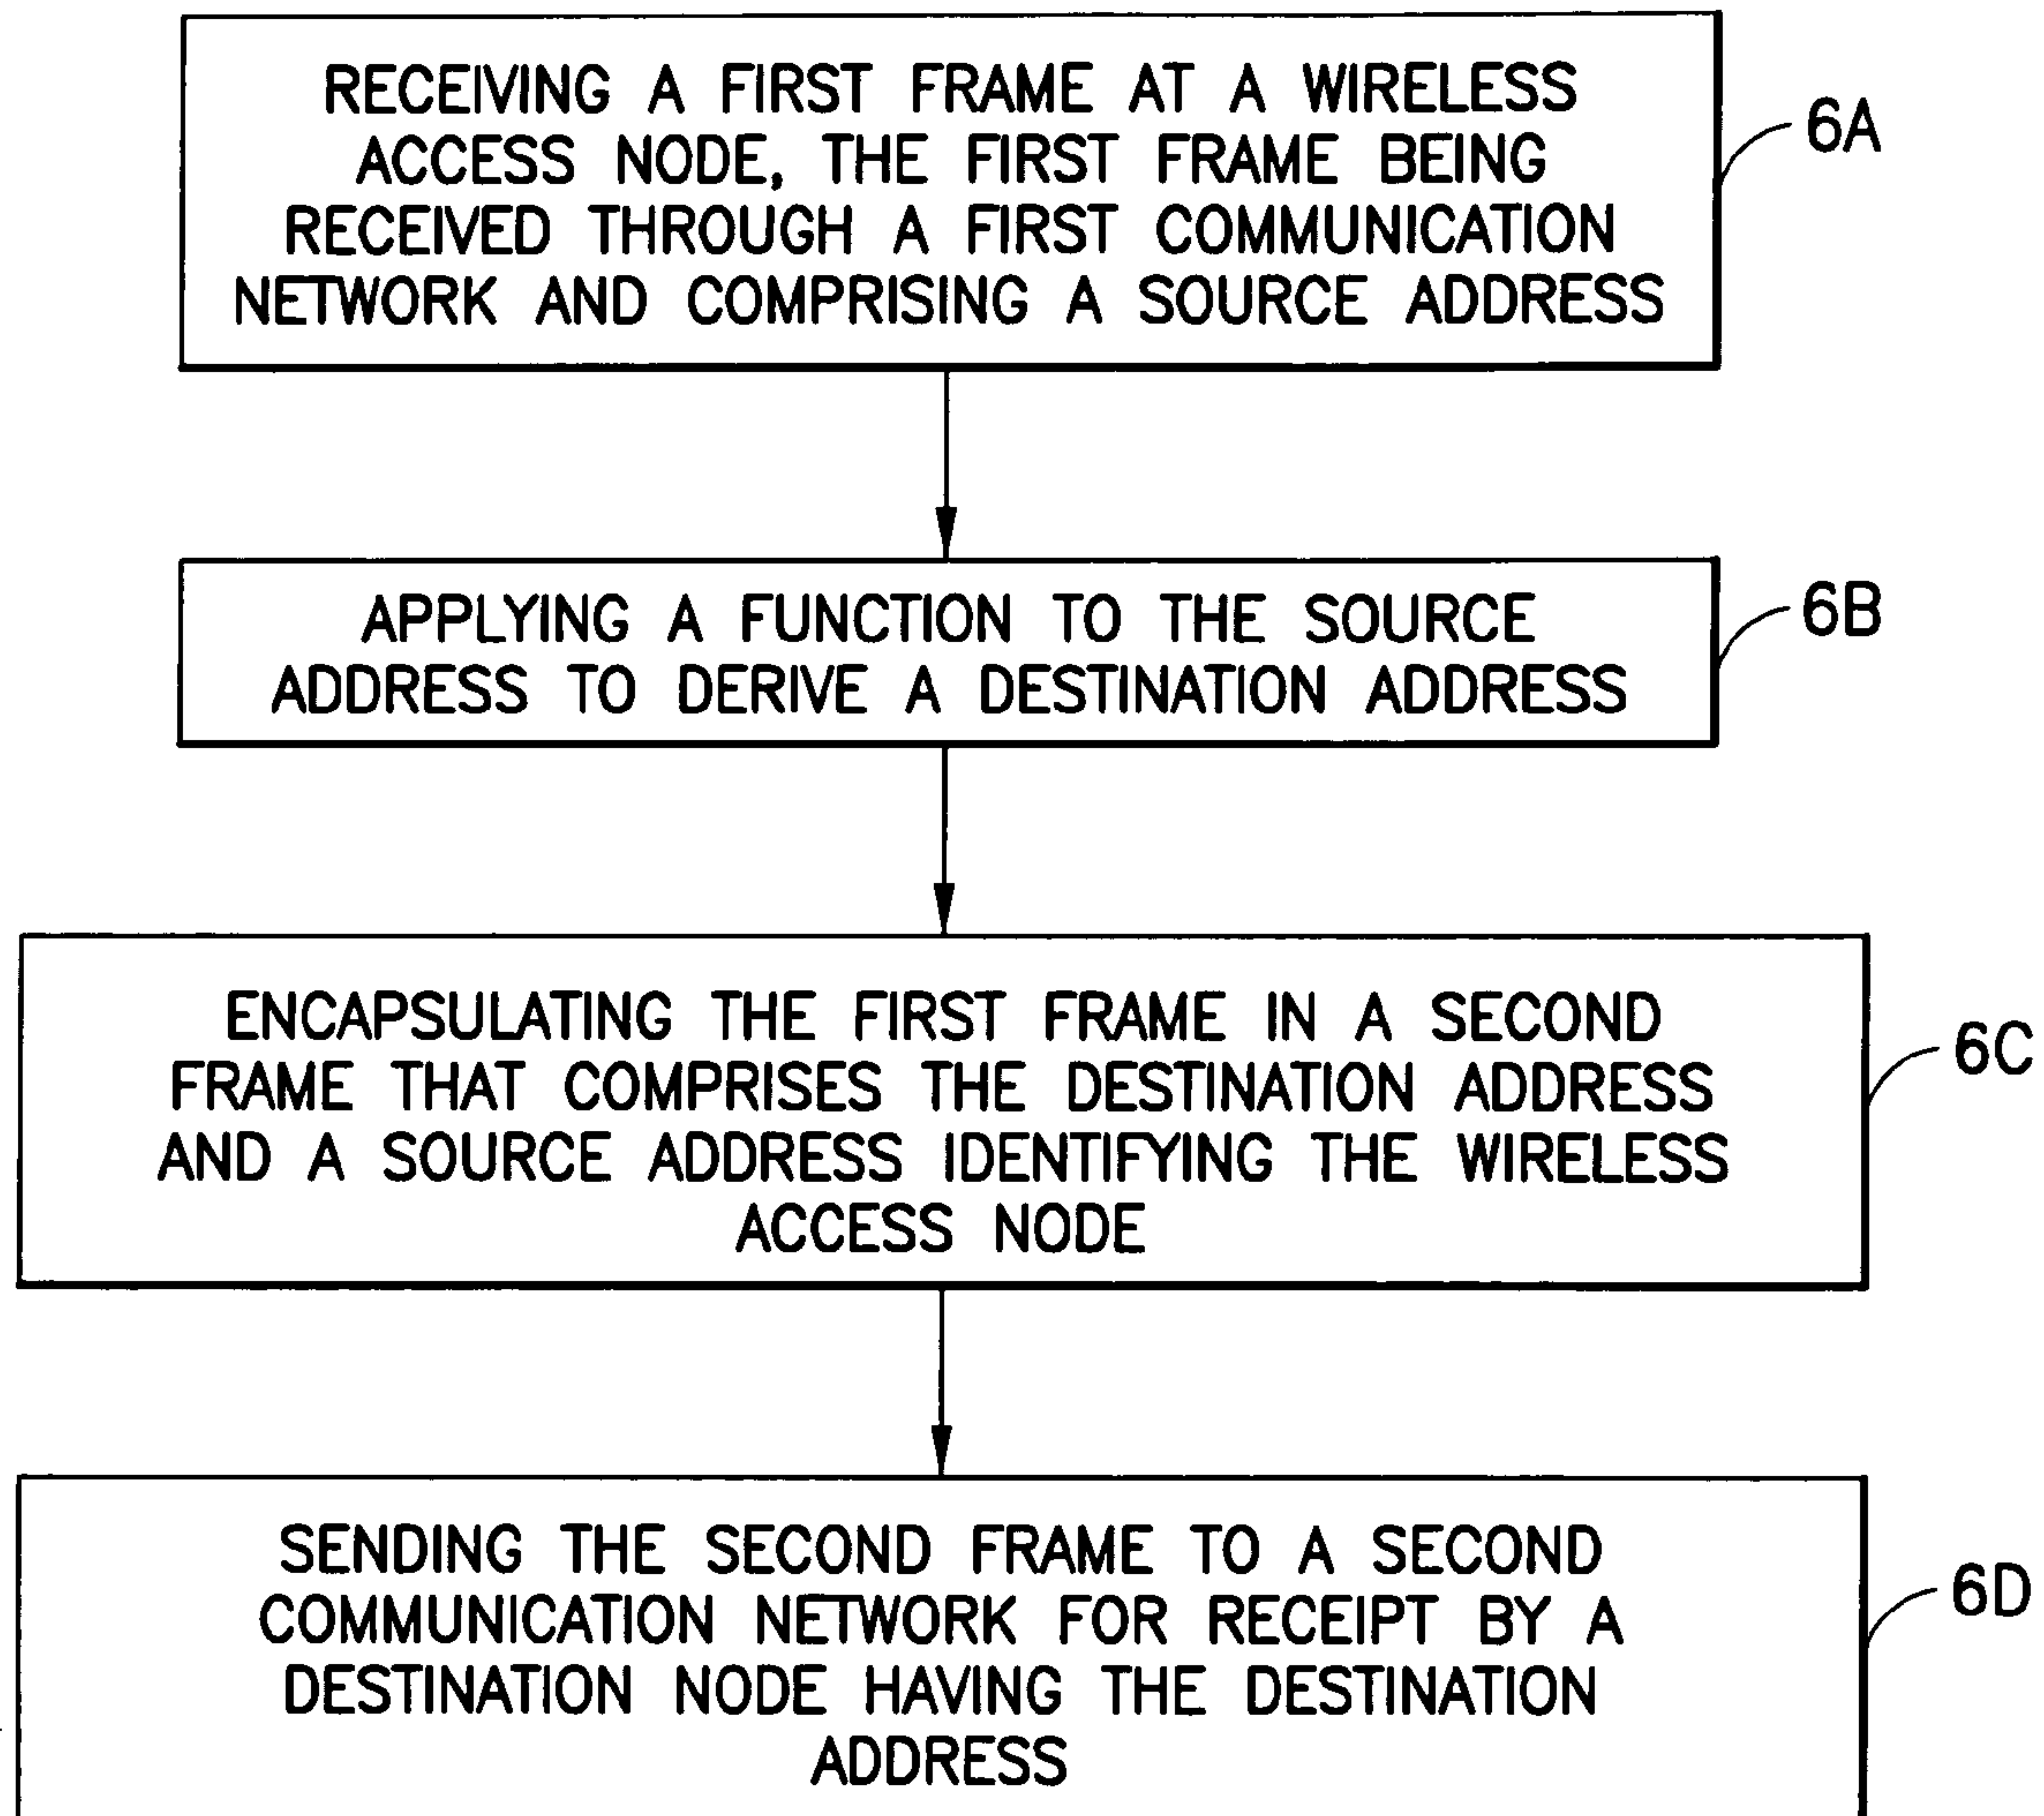 RECEIVING A FIRST FRAME AT A WIRELESS
ACCESS NODE, THE FIRST FRAME BEING
RECEIVED THROUGH A FIRST COMMUNICATION
NETWORK AND COMPRISING A SOURCE ADDRESS
6A
APPLYING A FUNCTION TO THE SOURCE
ADDRESS TO DERIVE A DESTINATION ADDRESS
6B
ENCAPSULATING THE FIRST FRAME IN A SECOND
FRAME THAT COMPRISES THE DESTINATION ADDRESS
AND A SOURCE ADDRESS IDENTIFYING THE WIRELESS
ACCESS NODE
6C
SENDING THE SECOND FRAME TO A SECOND
COMMUNICATION NETWORK FOR RECEIPT BY A
DESTINATION NODE HAVING THE DESTINATION
ADDRESS
6D